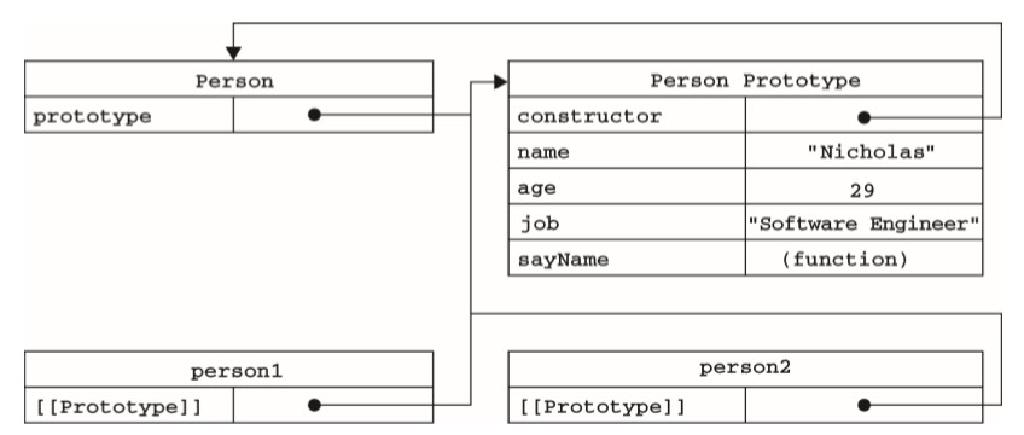 Person
prototype
Person Prototype
constructor
name "Nicholas"
age 29
job "Software Engineer"
sayName (function)
person1
[[Prototype]]
person2
[[Prototype]]